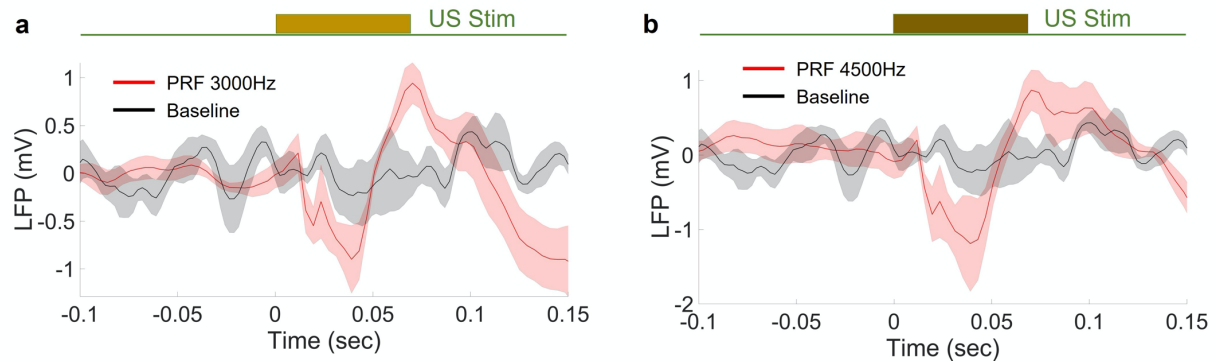 a
US Stim
PRF 3000Hz
Baseline
LFP (mV)
1
0.5
0
-0.5
-1
-0.1
-0.05
0
0.05
0.1
0.15
Time (sec)
b
US Stim
PRF 4500Hz
Baseline
LFP (mV)
1
0
-1
-2
-0.1
-0.05
0
0.05
0.1
0.15
Time (sec)